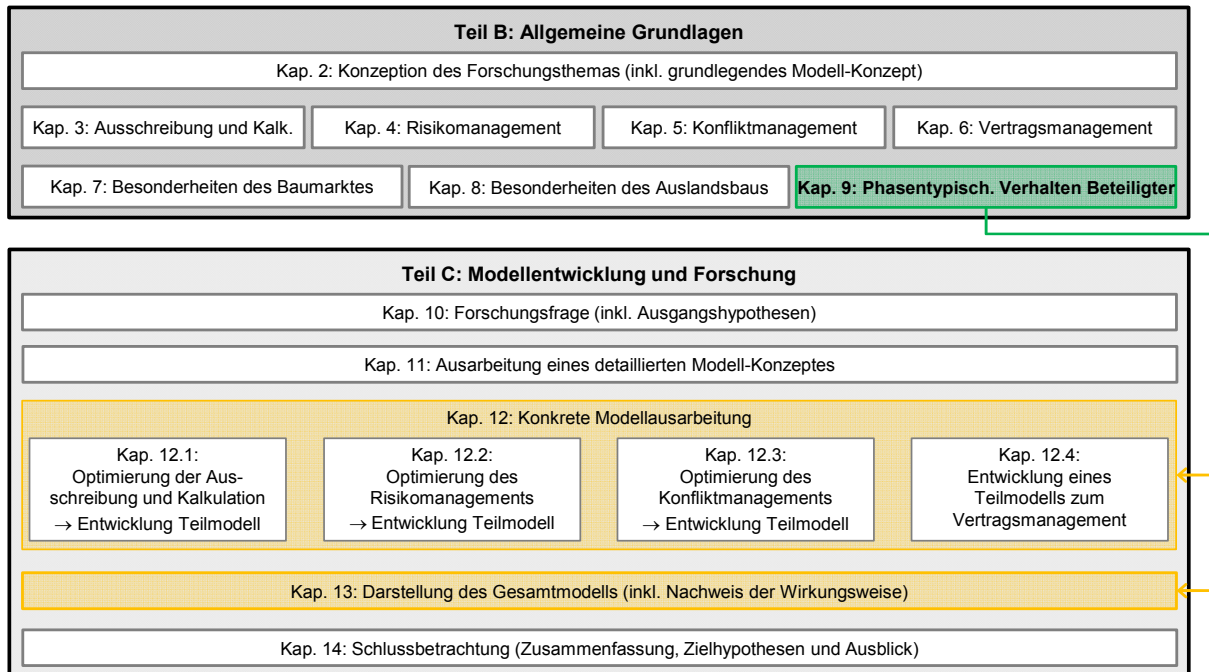 Teil B: Allgemeine Grundlagen
Kap. 2: Konzeption des Forschungsthemas (inkl. grundlegendes Modell-Konzept)
Kap. 3: Ausschreibung und Kalk.
Kap. 4: Risikomanagement
Kap. 5: Konfliktmanagement
Kap. 6: Vertragsmanagement
Kap. 7: Besonderheiten des Baumarktes
Kap. 8: Besonderheiten des Auslandsbaus
Kap. 9: Phasentypisch. Verhalten Beteiligter
Teil C: Modellentwicklung und Forschung
Kap. 10: Forschungsfrage (inkl. Ausgangshypothesen)
Kap. 11: Ausarbeitung eines detaillierten Modell-Konzeptes
Kap. 12: Konkrete Modellausarbeitung
Kap. 12.1:
Optimierung der Aus-
schreibung und Kalkulation
→ Entwicklung Teilmodell
Kap. 12.2:
Optimierung des
Risikomanagements
→ Entwicklung Teilmodell
Kap. 12.3:
Optimierung des
Konfliktmanagements
→ Entwicklung Teilmodell
Kap. 12.4:
Entwicklung eines
Teilmodells zum
Vertragsmanagement
Kap. 13: Darstellung des Gesamtmodells (inkl. Nachweis der Wirkungsweise)
Kap. 14: Schlussbetrachtung (Zusammenfassung, Zielhypothesen und Ausblick)